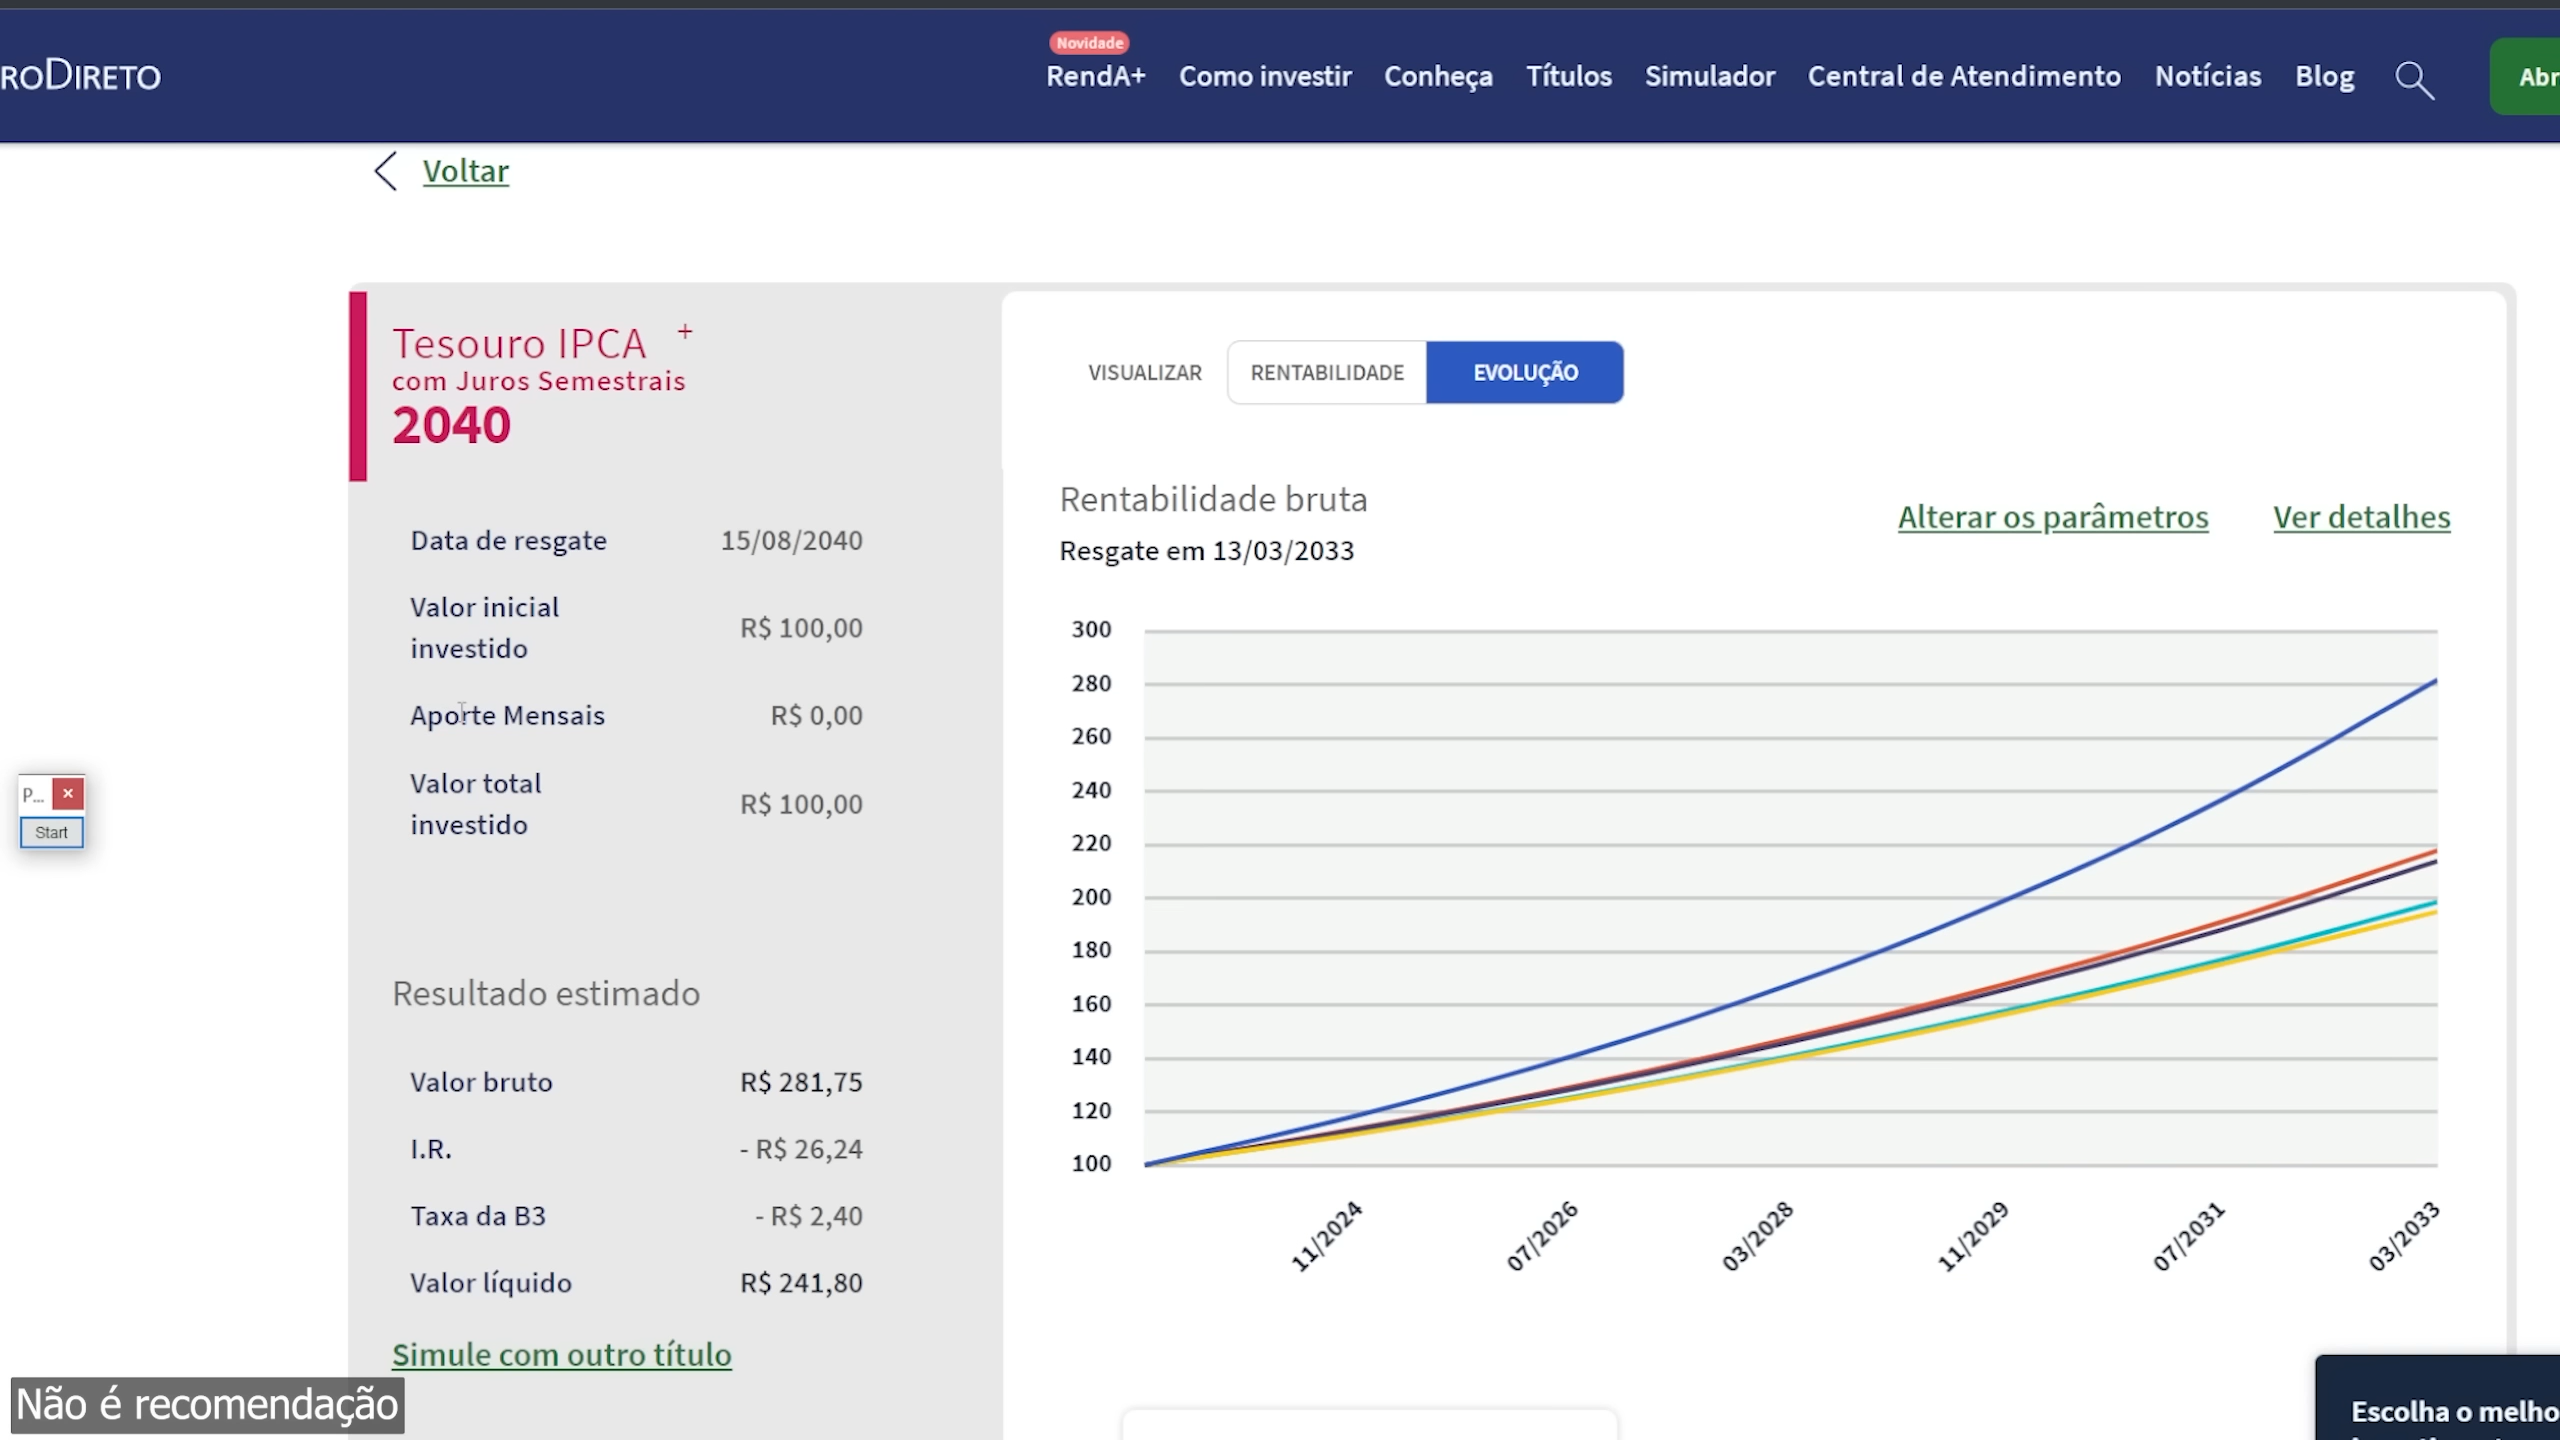 Novidade
RODIRETO
RendA+ Como investir Conheça Títulos Simulador Central de Atendimento Notícias Blog
Abr
Voltar
Tesouro IPCA +
com Juros Semestrais
2040
VISUALIZAR RENTABILIDADE EVOLUÇÃO
Data de resgate 15/08/2040
Valor inicial
investido R$ 100,00
Aporte Mensais R$ 0,00
Valor total
investido R$ 100,00
Resultado estimado
Valor bruto R$ 281,75
I.R. - R$ 26,24
Taxa da B3 - R$ 2,40
Valor líquido R$ 241,80
Simule com outro título
Rentabilidade bruta
Resgate em 13/03/2033
Alterar os parâmetros Ver detalhes
300
280
260
240
220
200
180
160
140
120
100
11/2024 07/2026 03/2028 11/2029 07/2031 03/2033
P...
Start
Não é recomendação
Escolha o melho